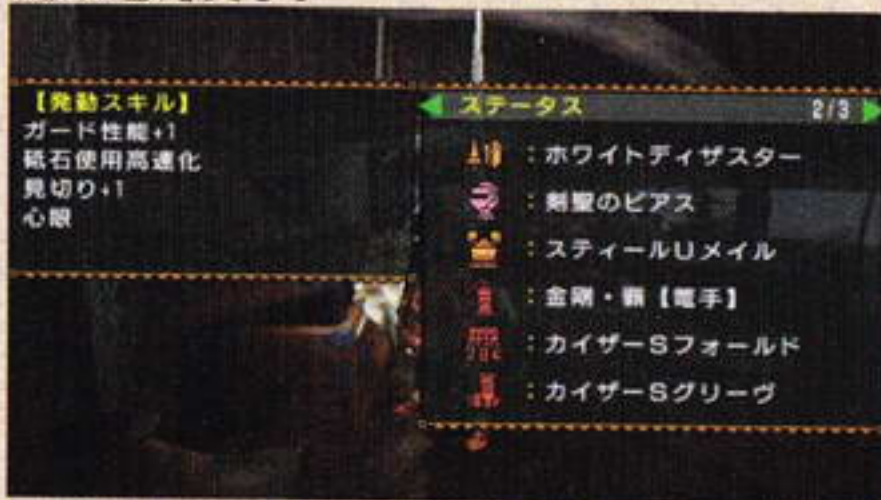 【発動スキル】
ガード性能+1
砥石使用高速化
見切り+1
心眼
ステータス 2/3
：ホワイトディザスター
：剣聖のピアス
：スティールUメイル
：金剛・覇【篭手】
：カイザーSフォールド
：カイザーSグリーヴ